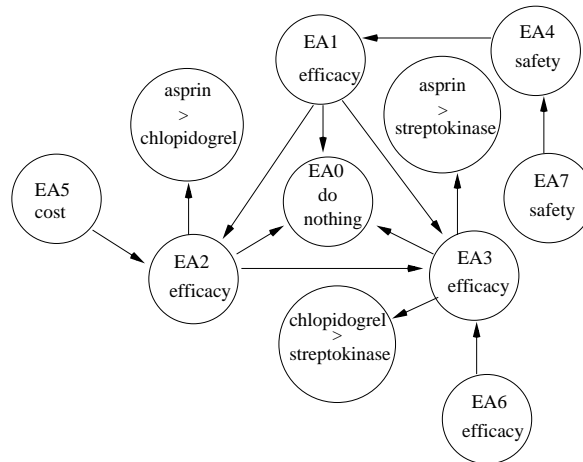 EA1
efficacy
EA4
safety
asprin
>
chlopidogrel
asprin
>
streptokinase
EA5
cost
EA0
do
nothing
EA7
safety
EA2
efficacy
EA3
efficacy
chlopidogrel
>
streptokinase
EA6
efficacy